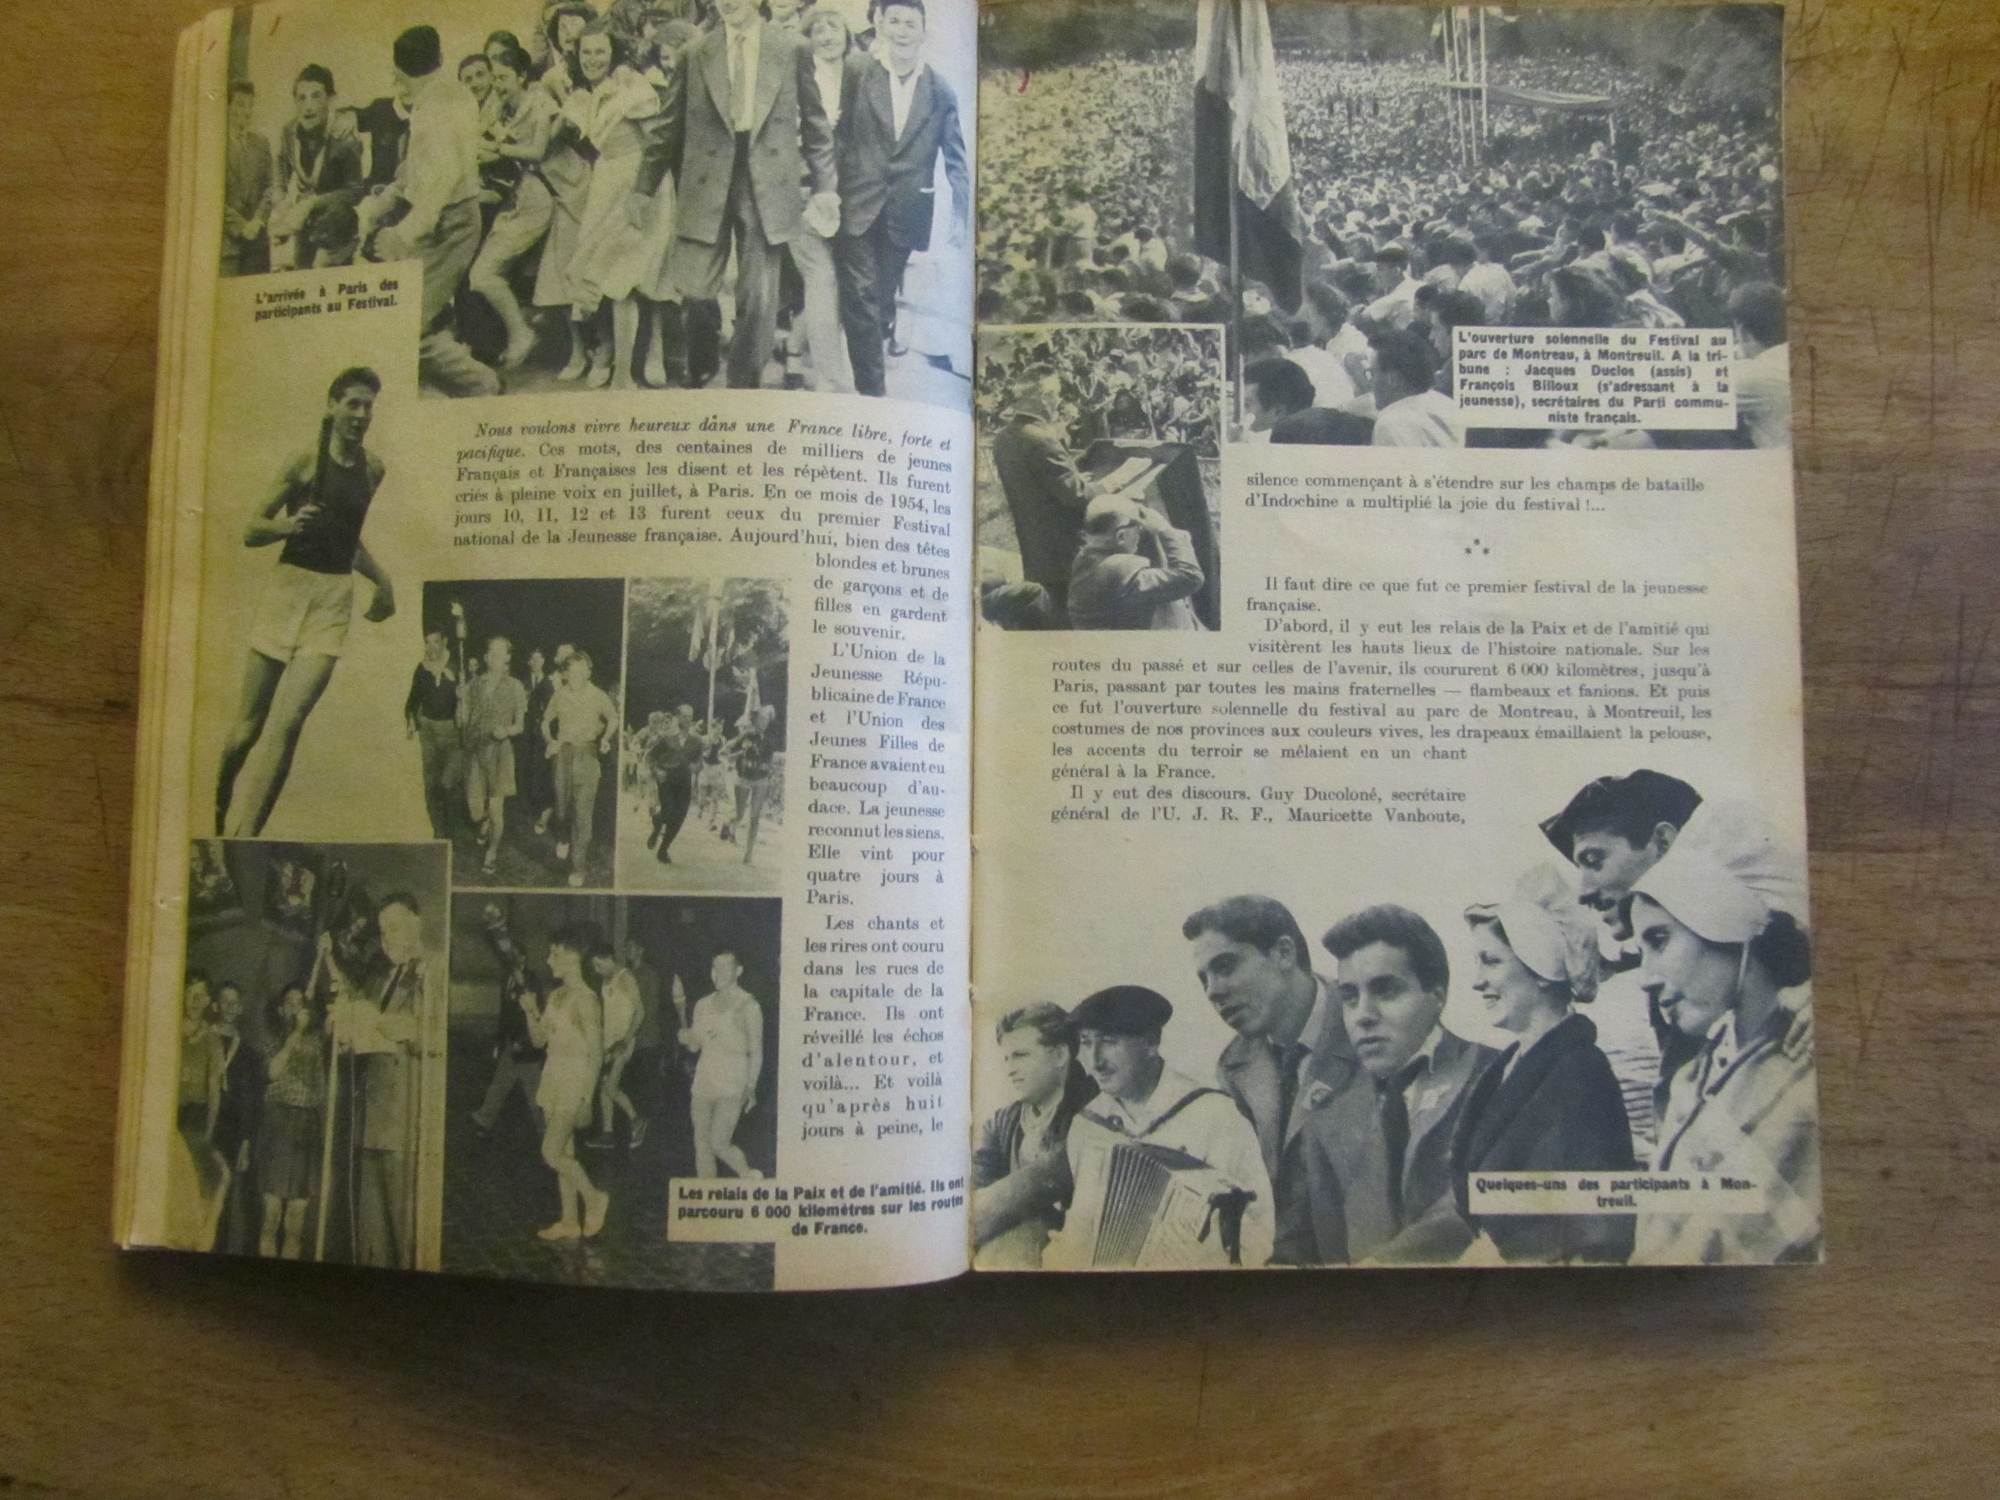 L'arrivée à Paris des
participants au Festival.
Nous voulons vivre heureux dans une France libre, forte et
pacifique. Ces mots, des centaines de milliers de jeunes
Français et Françaises les disent et les répètent. Ils furent
criés à pleine voix en juillet, à Paris. En ce mois de 1954, les
jours 10, 11, 12 et 13 furent ceux du premier Festival
national de la Jeunesse française. Aujourd'hui, bien des têtes
blondes et brunes
de garçons et de
filles en gardent
le souvenir.
L'Union de la
Jeunesse Répu-
blicaine de France
et l'Union des
Jeunes Filles de
France avaient eu
beaucoup d'au-
dace. La jeunesse
reconnut les siens.
Elle vint pour
quatre jours à
Paris.
Les chants et
les rires ont couru
dans les rues de
la capitale de la
France. Ils ont
réveillé les échos
d'alentour, et
voilà... Et voilà
qu'après huit
jours à peine, le
Les relais de la Paix et de l'amitié. Ils ont
parcouru 6 000 kilomètres sur les routes
de France.
L'ouverture solennelle du Festival au
parc de Montreau, à Montreuil. A la tri-
bune : Jacques Duclos (assis) et
François Billoux (s'adressant à la
jeunesse), secrétaires du Parti commu-
niste français.
silence commençant à s'étendre sur les champs de bataille
d'Indochine a multiplié la joie du festival !...
* * *
Il faut dire ce que fut ce premier festival de la jeunesse
française.
D'abord, il y eut les relais de la Paix et de l'amitié qui
visitèrent les hauts lieux de l'histoire nationale. Sur les
routes du passé et sur celles de l'avenir, ils coururent 6 000 kilomètres, jusqu'à
Paris, passant par toutes les mains fraternelles — flambeaux et fanions. Et puis
ce fut l'ouverture solennelle du festival au parc de Montreau, à Montreuil, les
costumes de nos provinces aux couleurs vives, les drapeaux émaillaient la pelouse,
les accents du terroir se mêlaient en un chant
général à la France.
Il y eut des discours. Guy Ducoloné, secrétaire
général de l'U. J. R. F., Mauricette Vanhoute,
Quelques-uns des participants à Mon-
treuil.